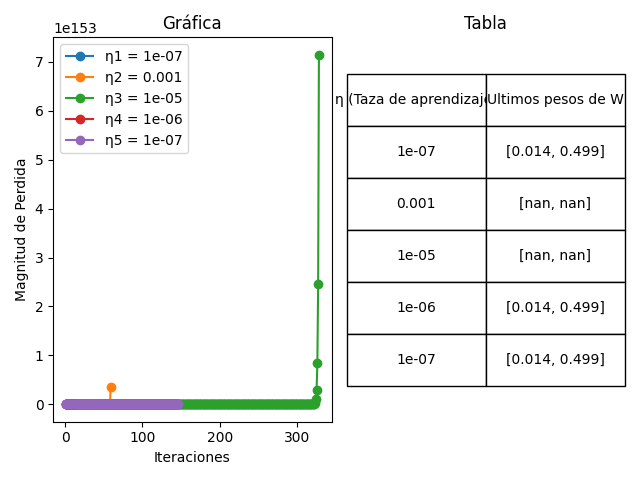 Gráfica
Tabla
1e153
η1 = 1e-07
η2 = 0.001
η3 = 1e-05
η4 = 1e-06
η5 = 1e-07
7
6
5
4
3
2
1
0
Magnitud de Perdida
0 100 200 300
Iteraciones
η (Taza de aprendizaje Ultimos pesos de W
1e-07 [0.014, 0.499]
0.001 [nan, nan]
1e-05 [nan, nan]
1e-06 [0.014, 0.499]
1e-07 [0.014, 0.499]